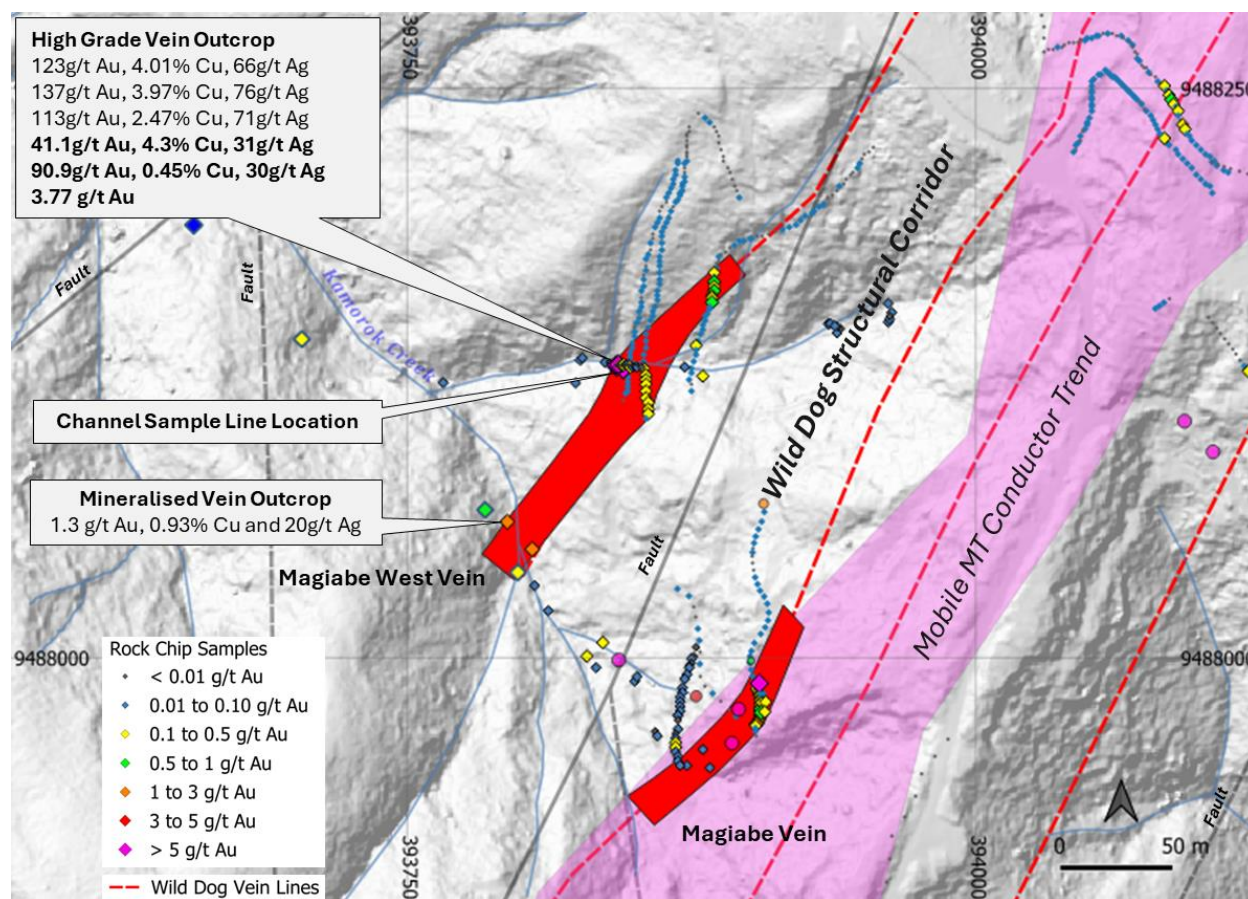 High Grade Vein Outcrop
123g/t Au, 4.01% Cu, 66g/t Ag
137g/t Au, 3.97% Cu, 76g/t Ag
113g/t Au, 2.47% Cu, 71g/t Ag
41.1g/t Au, 4.3% Cu, 31g/t Ag
90.9g/t Au, 0.45% Cu, 30g/t Ag
3.77 g/t Au
393750
394000
9488250
Fault
Fault
Kamorok Creek
Wild Dog Structural Corridor
Channel Sample Line Location
Mobile MT Conductor Trend
Mineralised Vein Outcrop
1.3 g/t Au, 0.93% Cu and 20g/t Ag
Fault
Magiabe West Vein
9488000
9488000
Rock Chip Samples
< 0.01 g/t Au
0.01 to 0.10 g/t Au
0.1 to 0.5 g/t Au
0.5 to 1 g/t Au
1 to 3 g/t Au
3 to 5 g/t Au
> 5 g/t Au
Wild Dog Vein Lines
Magiabe Vein
393750
394000
Fault
0 50 m